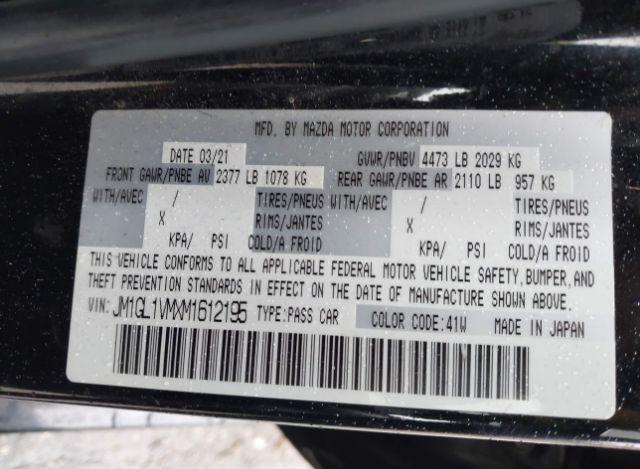 MFD. BY MAZDA MOTOR CORPORATION
DATE 03/21 GVWR/PNBV 4473 LB 2029 KG
FRONT GAWR/PNBE AV 2377 LB 1078 KG REAR GAWR/PNBE AR 2110 LB 957 KG
WITH/AVEC / TIRES/PNEUS WITH/AVEC / TIRES/PNEUS
X RIMS/JANTES X RIMS/JANTES
KPA/ PSI COLD/A FROID KPA/ PSI COLD/A FROID
THIS VEHICLE CONFORMS TO ALL APPLICABLE FEDERAL MOTOR VEHICLE SAFETY, BUMPER, AND
THEFT PREVENTION STANDARDS IN EFFECT ON THE DATE OF MANUFACTURE SHOWN ABOVE.
VIN: JM1GL1VMXM1612195 TYPE: PASS CAR COLOR CODE: 41W MADE IN JAPAN